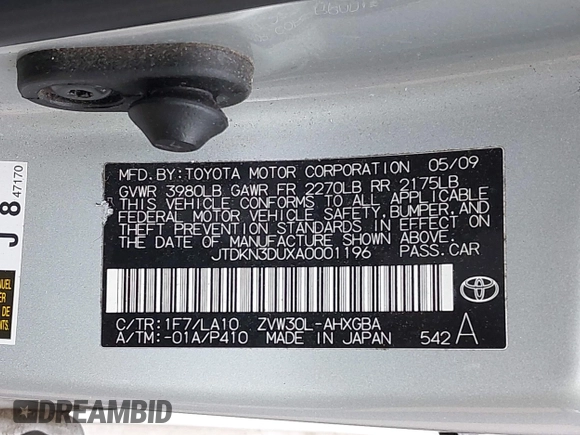 MFD.BY:TOYOTA MOTOR CORPORATION 05/09
GVWR 3980LB GAWR FR 2270LB RR 2175LB
THIS VEHICLE CONFORMS TO ALL APPLICABLE
FEDERAL MOTOR VEHICLE SAFETY,BUMPER,AND
THEFT PREVENTION STANDARDS IN EFFECT ON
THE DATE OF MANUFACTURE SHOWN ABOVE.
JTDKN3DUXA0001196 PASS.CAR
C/TR:1F7/LA10 ZVW30L-AHXGBA
A/TM:-01A/P410 MADE IN JAPAN 542 A
J 8
47170
DREAMBID